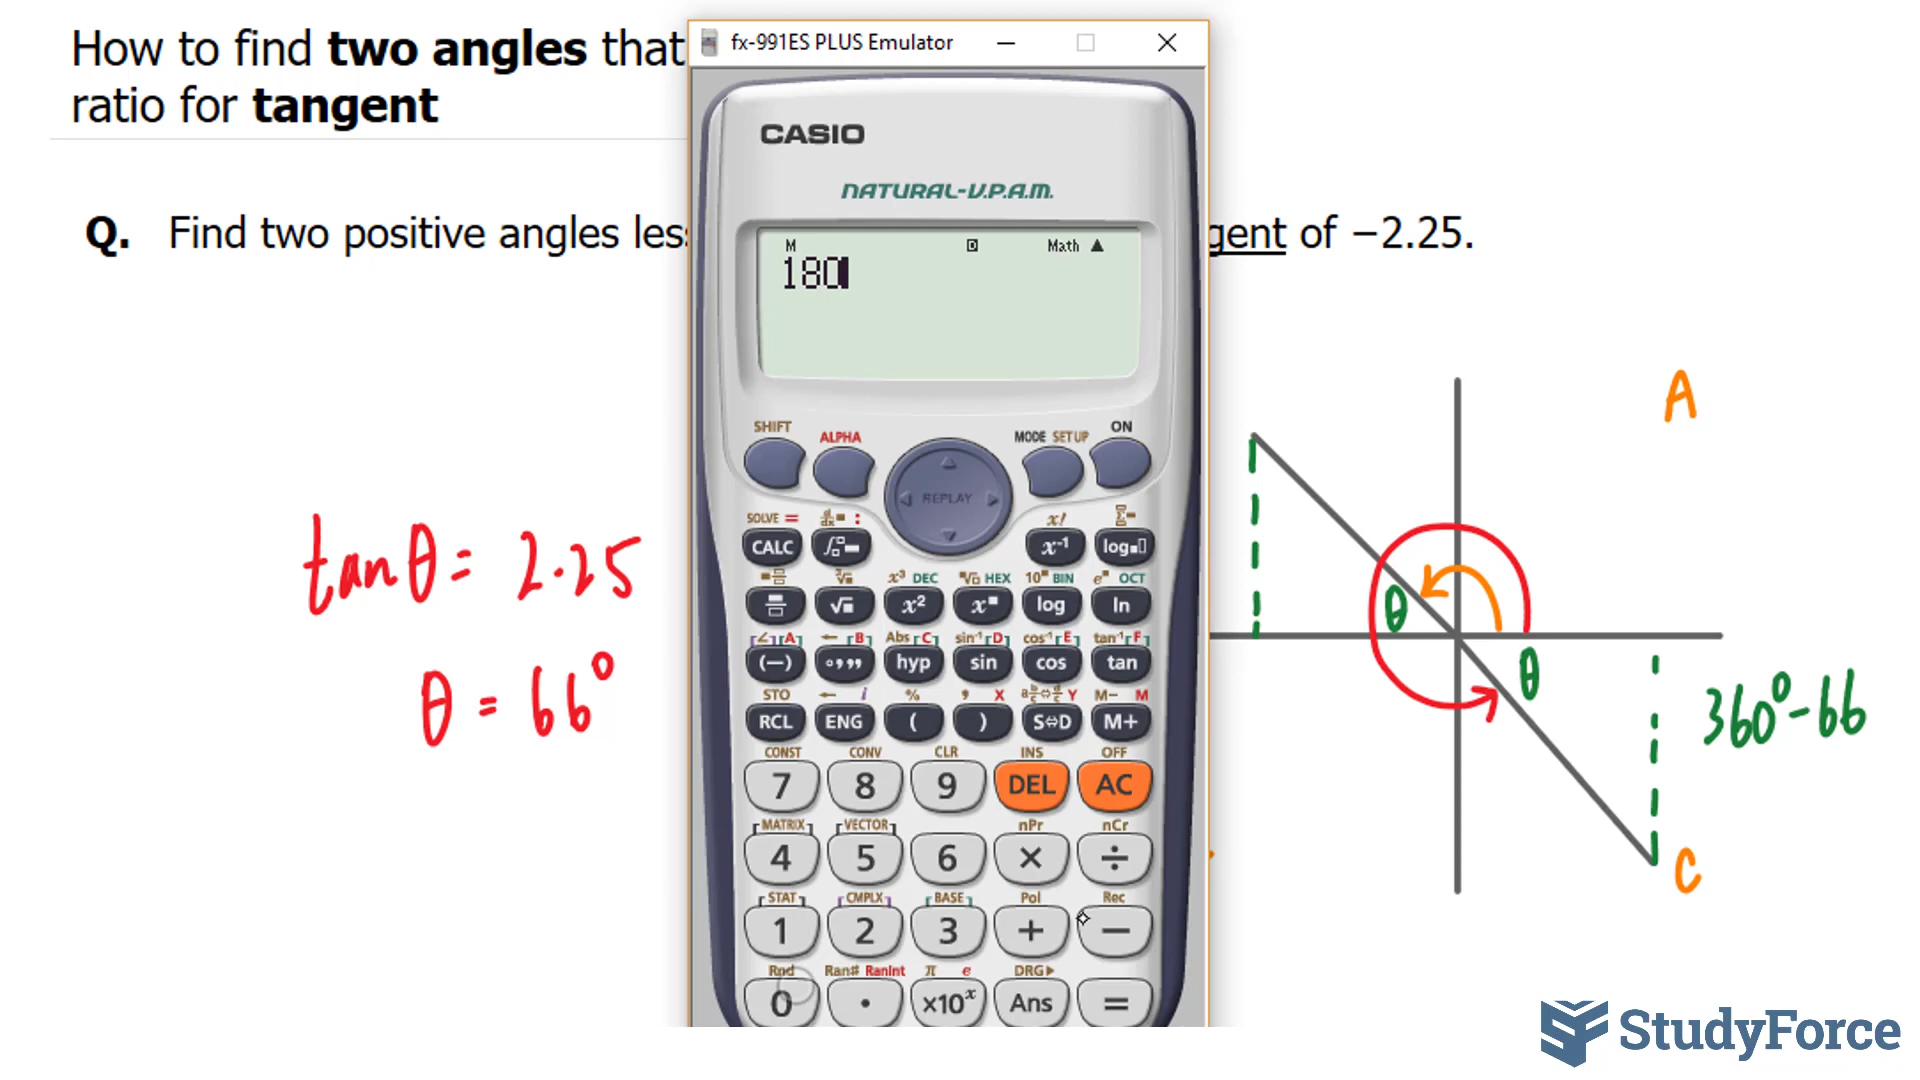 How to find two angles that
ratio for tangent
Q. Find two positive angles les
gent of −2.25.
tanθ = 2.25
θ = 66°
fx-991ES PLUS Emulator
CASIO
NATURAL-V.P.A.M.
M D Math ▲
180
SHIFT ALPHA MODE SETUP ON
REPLAY
SOLVE = d/dx = : x! Σ=
CALC ∫ x⁻¹ log
x³ DEC √ HEX 10 BIN e OCT
√ x² x log ln
∠ A ← B Abs C sin⁻¹ D cos⁻¹ E tan⁻¹ F
(−) °,,, hyp sin cos tan
STO ← i % , X a b/c ⇔ d/c Y M− M
RCL ENG ( ) S⇔D M+
CONST CONV CLR INS OFF
7 8 9 DEL AC
MATRIX VECTOR nPr nCr
4 5 6 × ÷
STAT CMPLX BASE Pol Rec
1 2 3 + −
Rnd Ran# RanInt π e DRG▶
0 . ×10ˣ Ans =
A
θ
θ
360°−66
C
StudyForce